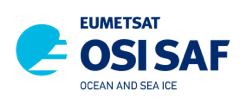 EUMETSAT
OSI SAF
OCEAN AND SEA ICE